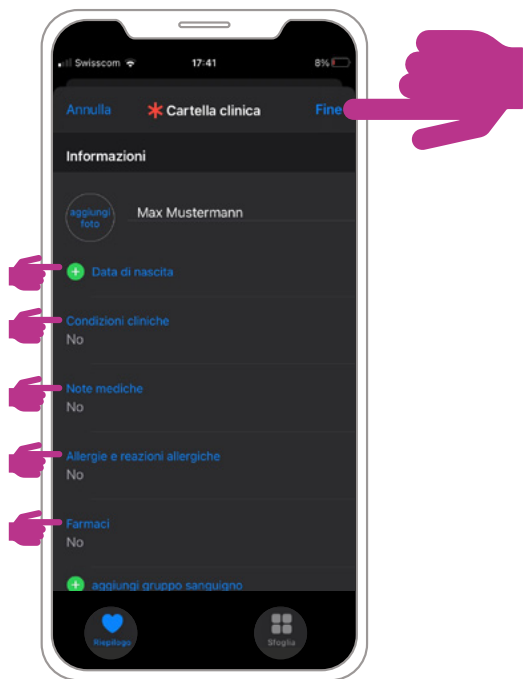 Swisscom 17:41 8%
Annulla Cartella clinica Fine
Informazioni
aggiungi
foto
Max Mustermann
Data di nascita
Condizioni cliniche
No
Note mediche
No
Allergie e reazioni allergiche
No
Farmaci
No
aggiungi gruppo sanguigno
Riepilogo Sfoglia